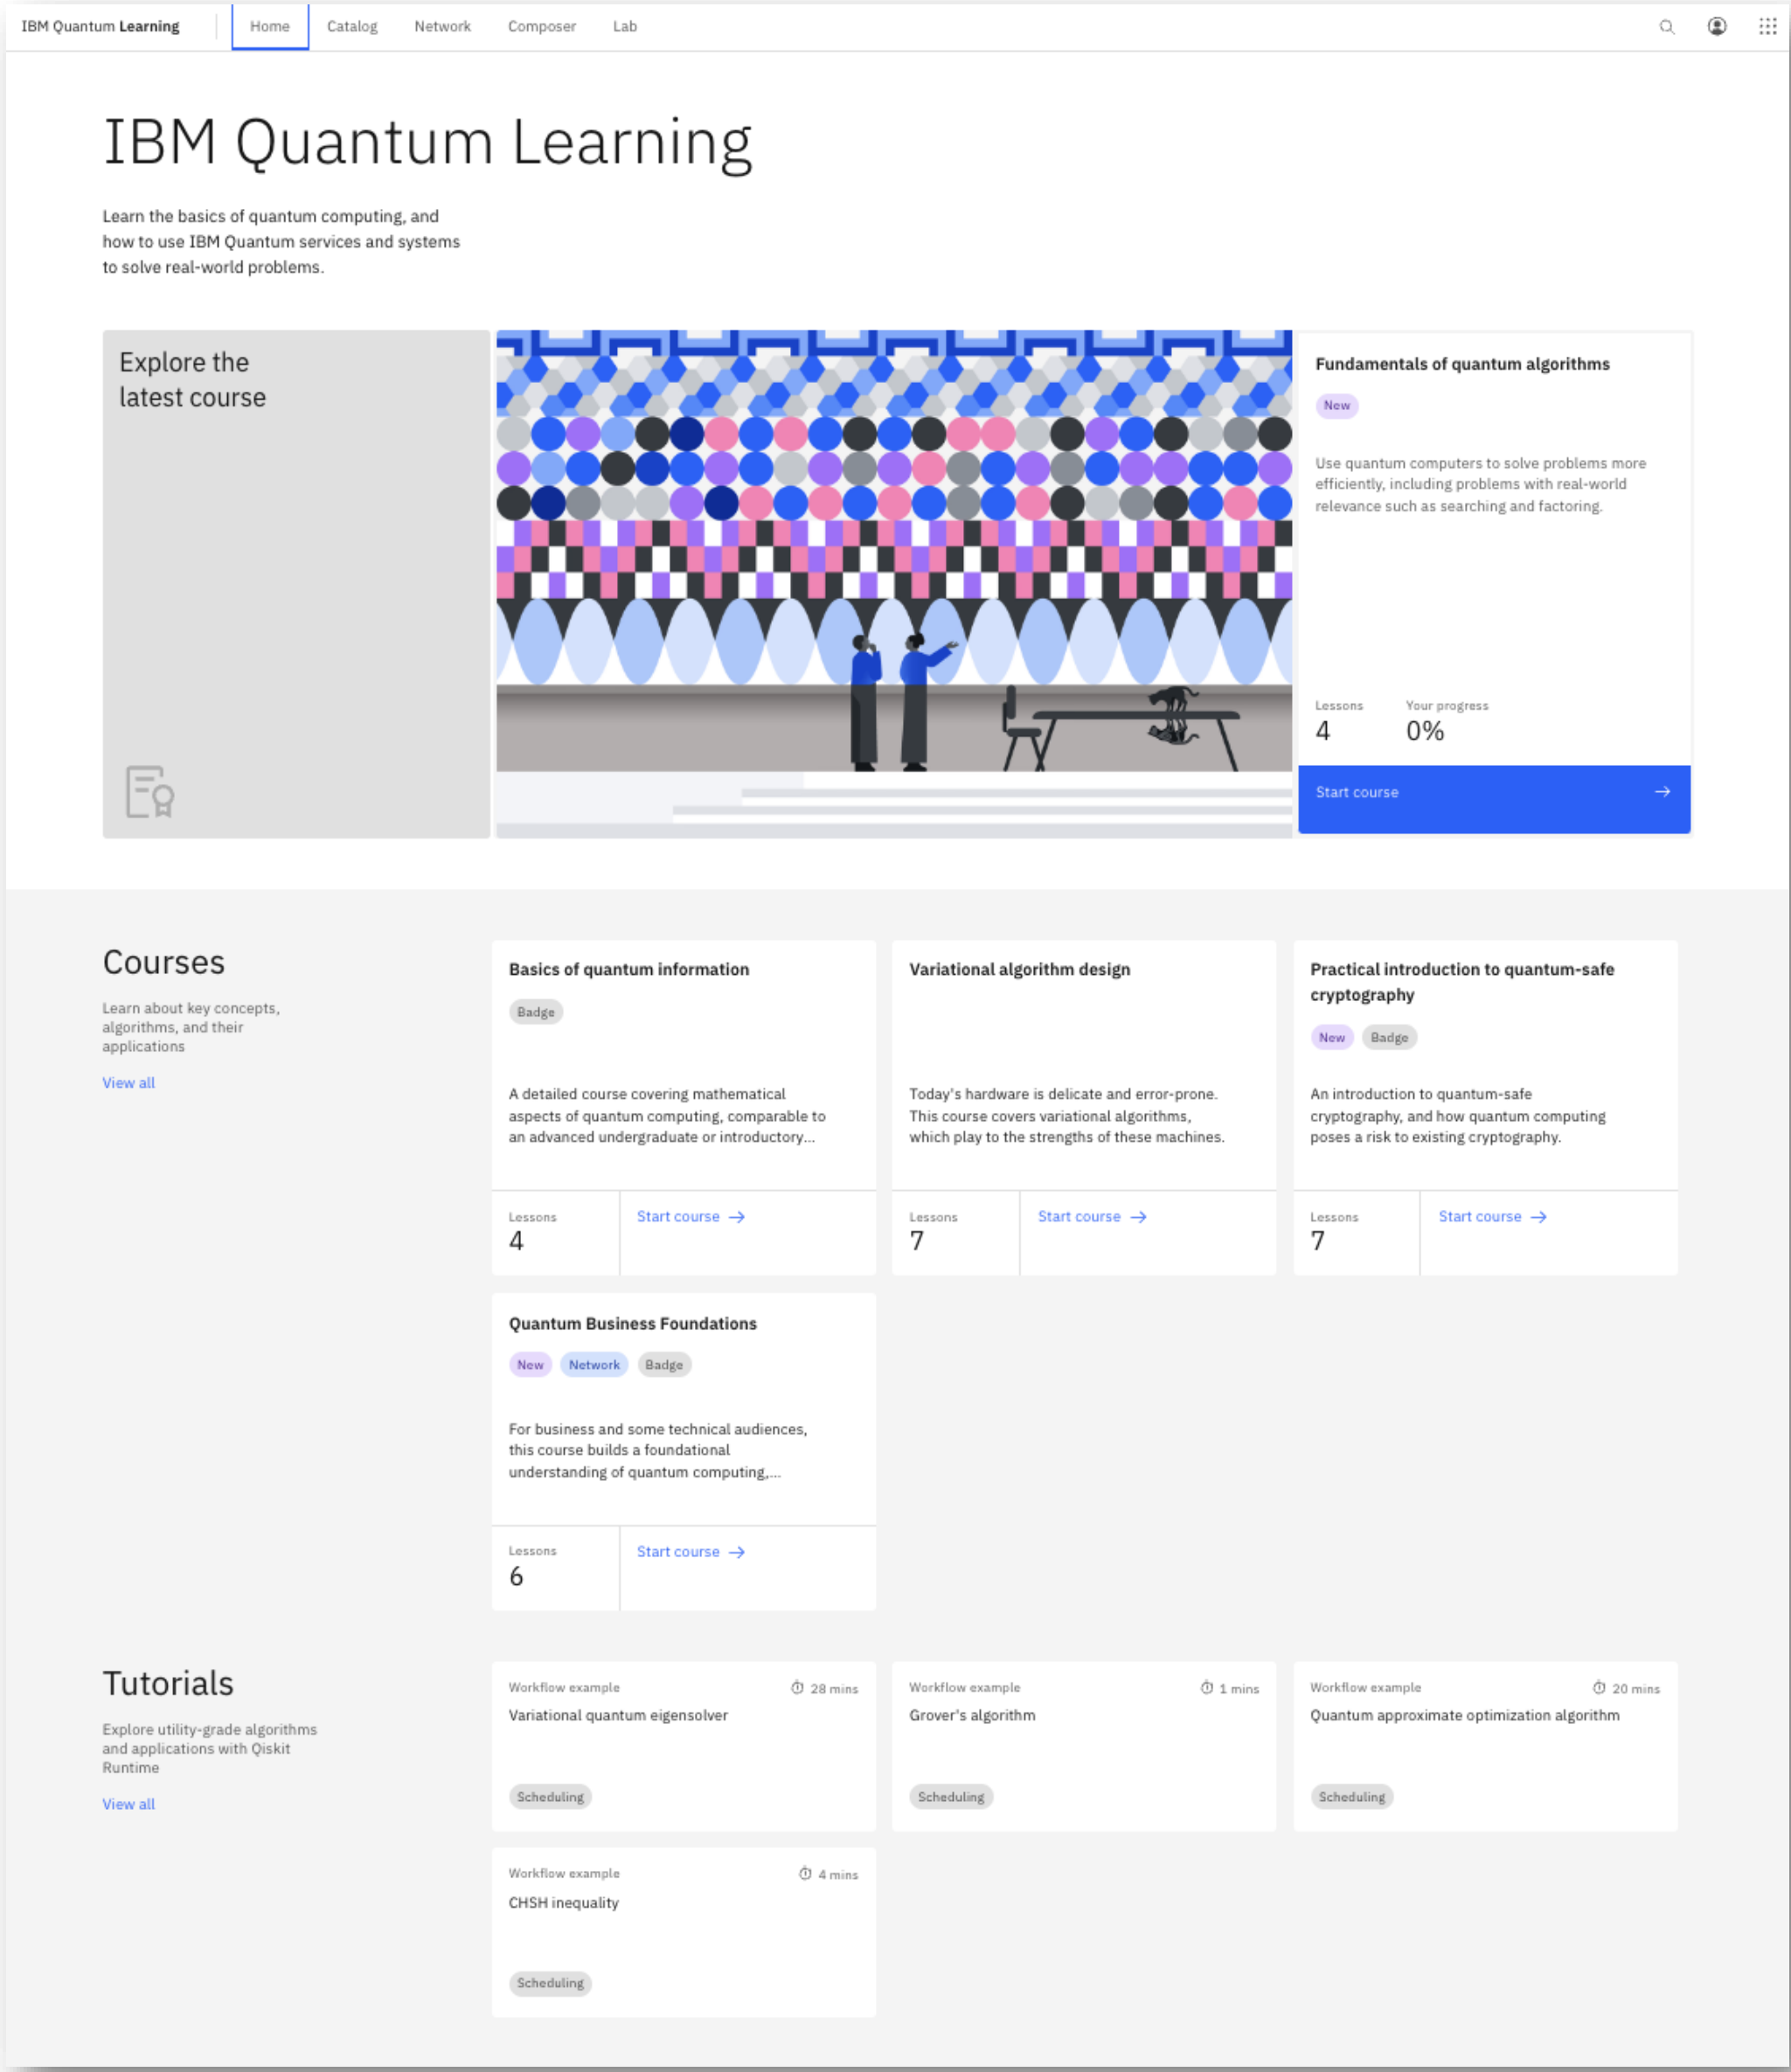 IBM Quantum Learning
Home
Catalog
Network
Composer
Lab
IBM Quantum Learning
Learn the basics of quantum computing, and
how to use IBM Quantum services and systems
to solve real-world problems.
Explore the
latest course
Fundamentals of quantum algorithms
New
Use quantum computers to solve problems more
efficiently, including problems with real-world
relevance such as searching and factoring.
Lessons
4
Your progress
0%
Start course
Courses
Learn about key concepts,
algorithms, and their
applications
View all
Basics of quantum information
Badge
A detailed course covering mathematical
aspects of quantum computing, comparable to
an advanced undergraduate or introductory...
Lessons
4
Start course
Variational algorithm design
Today's hardware is delicate and error-prone.
This course covers variational algorithms,
which play to the strengths of these machines.
Lessons
7
Start course
Practical introduction to quantum-safe
cryptography
New
Badge
An introduction to quantum-safe
cryptography, and how quantum computing
poses a risk to existing cryptography.
Lessons
7
Start course
Quantum Business Foundations
New
Network
Badge
For business and some technical audiences,
this course builds a foundational
understanding of quantum computing,...
Lessons
6
Start course
Tutorials
Explore utility-grade algorithms
and applications with Qiskit
Runtime
View all
Workflow example
28 mins
Variational quantum eigensolver
Scheduling
Workflow example
1 mins
Grover's algorithm
Scheduling
Workflow example
20 mins
Quantum approximate optimization algorithm
Scheduling
Workflow example
4 mins
CHSH inequality
Scheduling